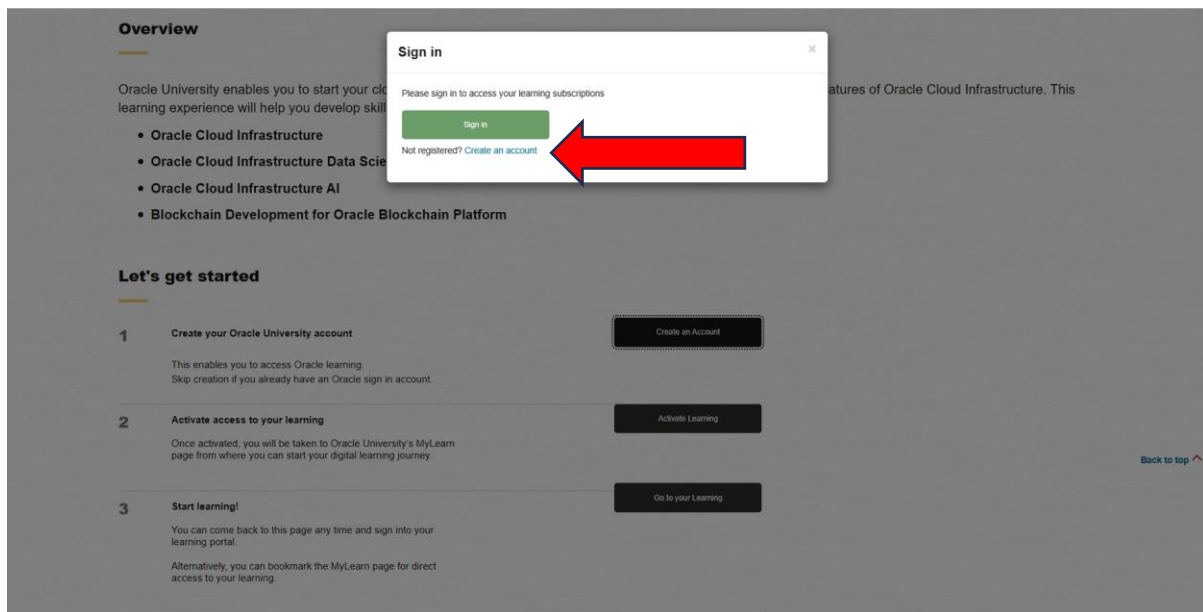 Overview
Sign in
×
Oracle University enables you to start your clo
atures of Oracle Cloud Infrastructure. This
learning experience will help you develop skill
Please sign in to access your learning subscriptions
Sign in
Not registered? Create an account
• Oracle Cloud Infrastructure
• Oracle Cloud Infrastructure Data Scie
• Oracle Cloud Infrastructure AI
• Blockchain Development for Oracle Blockchain Platform
Let's get started
1
Create your Oracle University account
Create an Account
This enables you to access Oracle learning.
Skip creation if you already have an Oracle sign in account
2
Activate access to your learning
Activate Learning
Once activated, you will be taken to Oracle University's MyLearn
page from where you can start your digital learning journey.
Back to top
3
Start learning!
Go to your Learning
You can come back to this page any time and sign into your
learning portal.
Alternatively, you can bookmark the MyLearn page for direct
access to your learning.